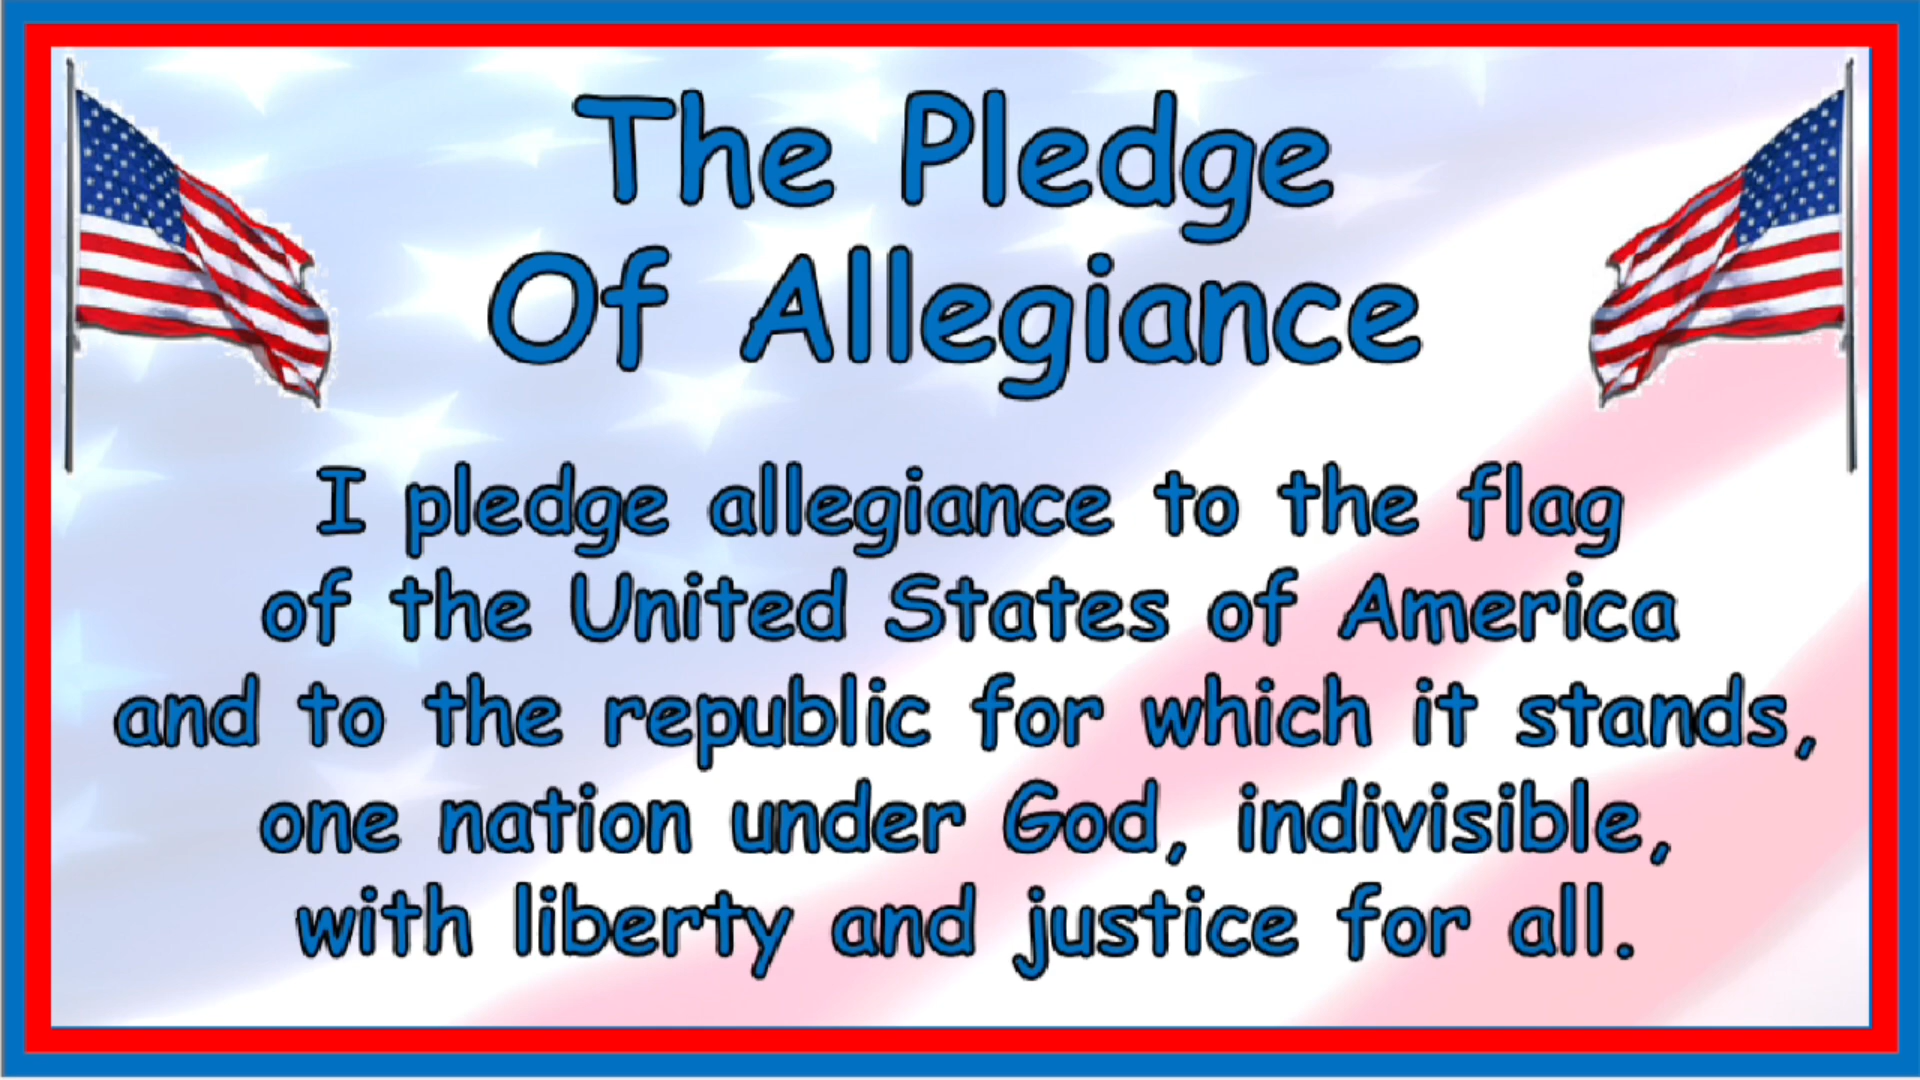 The Pledge
Of Allegiance
I pledge allegiance to the flag
of the United States of America
and to the republic for which it stands,
one nation under God, indivisible,
with liberty and justice for all.